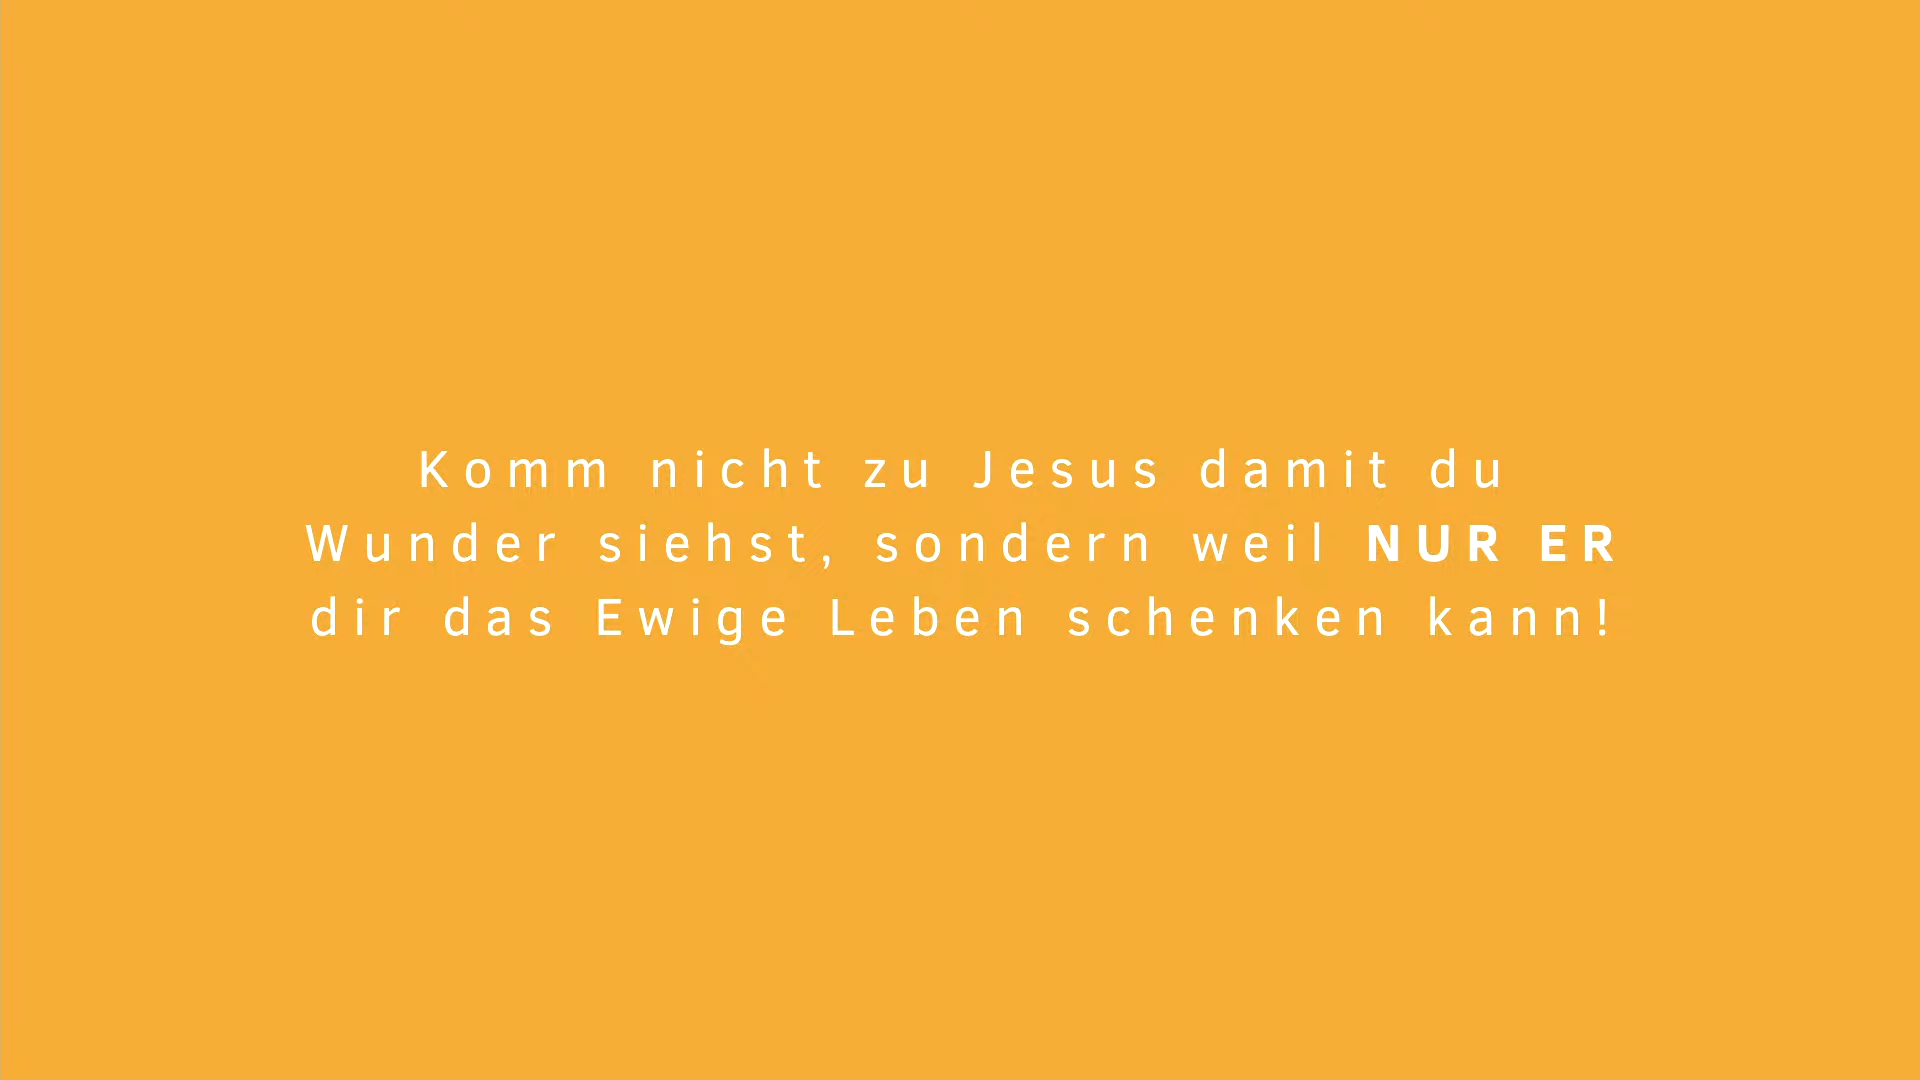 Komm nicht zu Jesus damit du
Wunder siehst, sondern weil NUR ER
dir das Ewige Leben schenken kann!